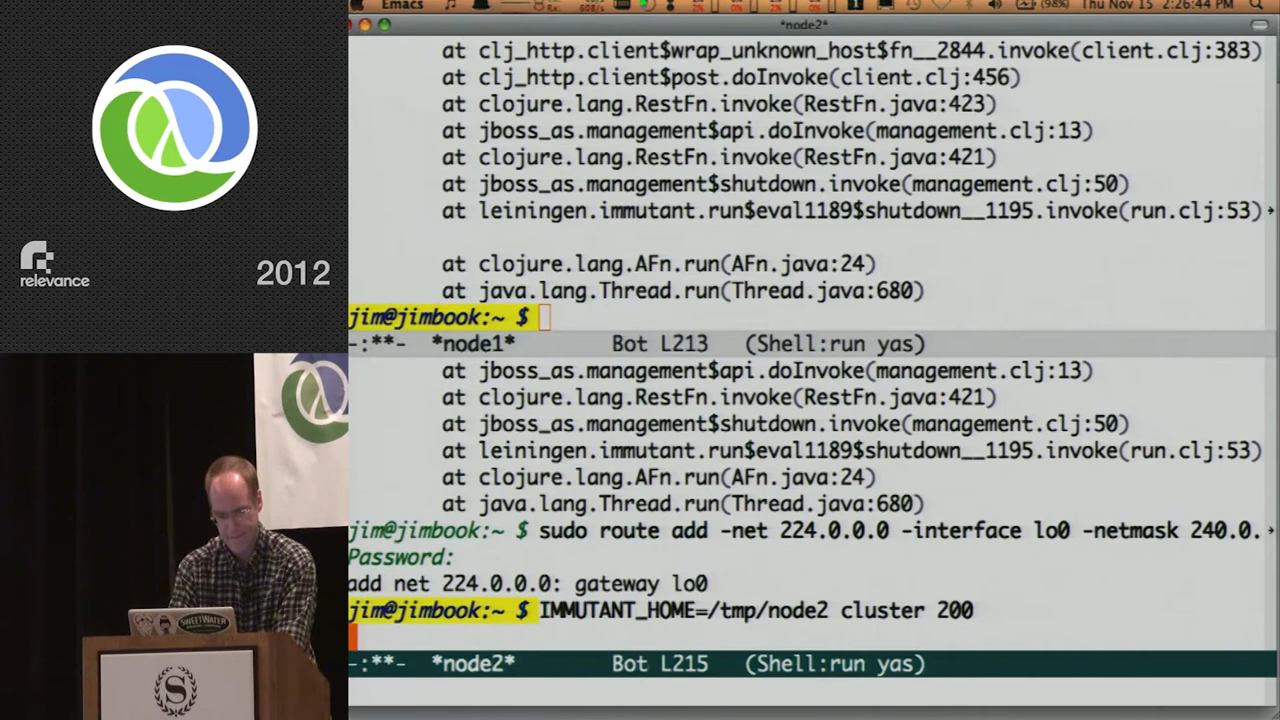 Emacs
Thu Nov 15 2:26:44 PM
(98%)
*node2*
at clj_http.client$wrap_unknown_host$fn__2844.invoke(client.clj:383)
at clj_http.client$post.doInvoke(client.clj:456)
at clojure.lang.RestFn.invoke(RestFn.java:423)
at jboss_as.management$api.doInvoke(management.clj:13)
at clojure.lang.RestFn.invoke(RestFn.java:421)
at jboss_as.management$shutdown.invoke(management.clj:50)
at leiningen.immutant.run$eval1189$shutdown__1195.invoke(run.clj:53)
at clojure.lang.AFn.run(AFn.java:24)
at java.lang.Thread.run(Thread.java:680)
jim@jimbook:~ $
-:**- *node1* Bot L213 (Shell:run yas)
at jboss_as.management$api.doInvoke(management.clj:13)
at clojure.lang.RestFn.invoke(RestFn.java:421)
at jboss_as.management$shutdown.invoke(management.clj:50)
at leiningen.immutant.run$eval1189$shutdown__1195.invoke(run.clj:53)
at clojure.lang.AFn.run(AFn.java:24)
at java.lang.Thread.run(Thread.java:680)
jim@jimbook:~ $ sudo route add -net 224.0.0.0 -interface lo0 -netmask 240.0.
Password:
add net 224.0.0.0: gateway lo0
jim@jimbook:~ $ IMMUTANT_HOME=/tmp/node2 cluster 200
-:**- *node2* Bot L215 (Shell:run yas)
relevance
2012
SWEETWATER
S